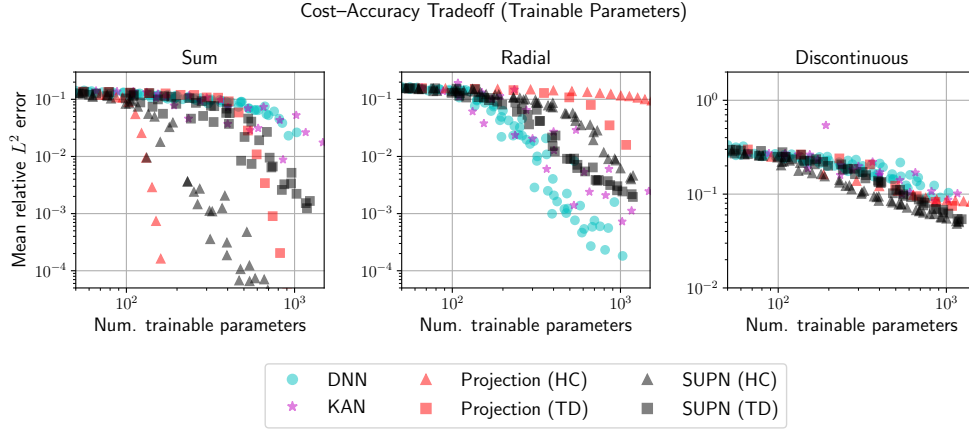 Cost–Accuracy Tradeoff (Trainable Parameters)
Sum
Radial
Discontinuous
Mean relative L² error
10⁻¹
10⁻²
10⁻³
10⁻⁴
10²
10³
Num. trainable parameters
10⁻¹
10⁻²
10⁻³
10⁻⁴
10²
10³
Num. trainable parameters
10⁰
10⁻¹
10⁻²
10²
10³
Num. trainable parameters
DNN
KAN
Projection (HC)
Projection (TD)
SUPN (HC)
SUPN (TD)